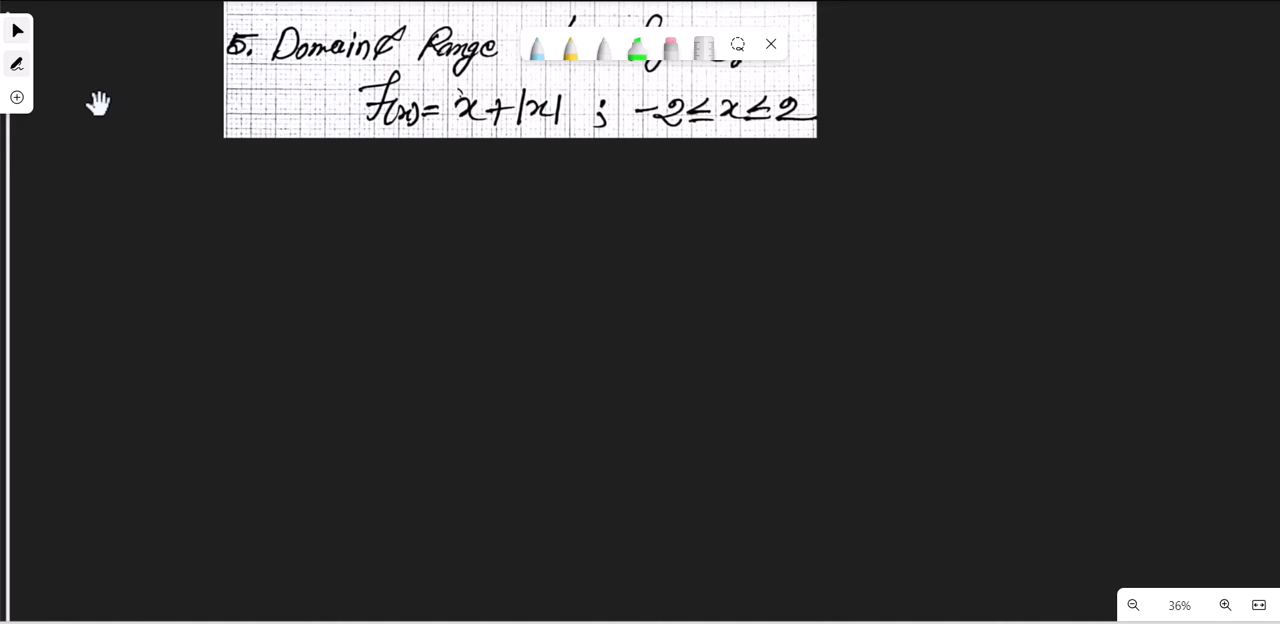 5. Domain & Range
f(x) = x + |x| ; -2 ≤ x ≤ 2
36%